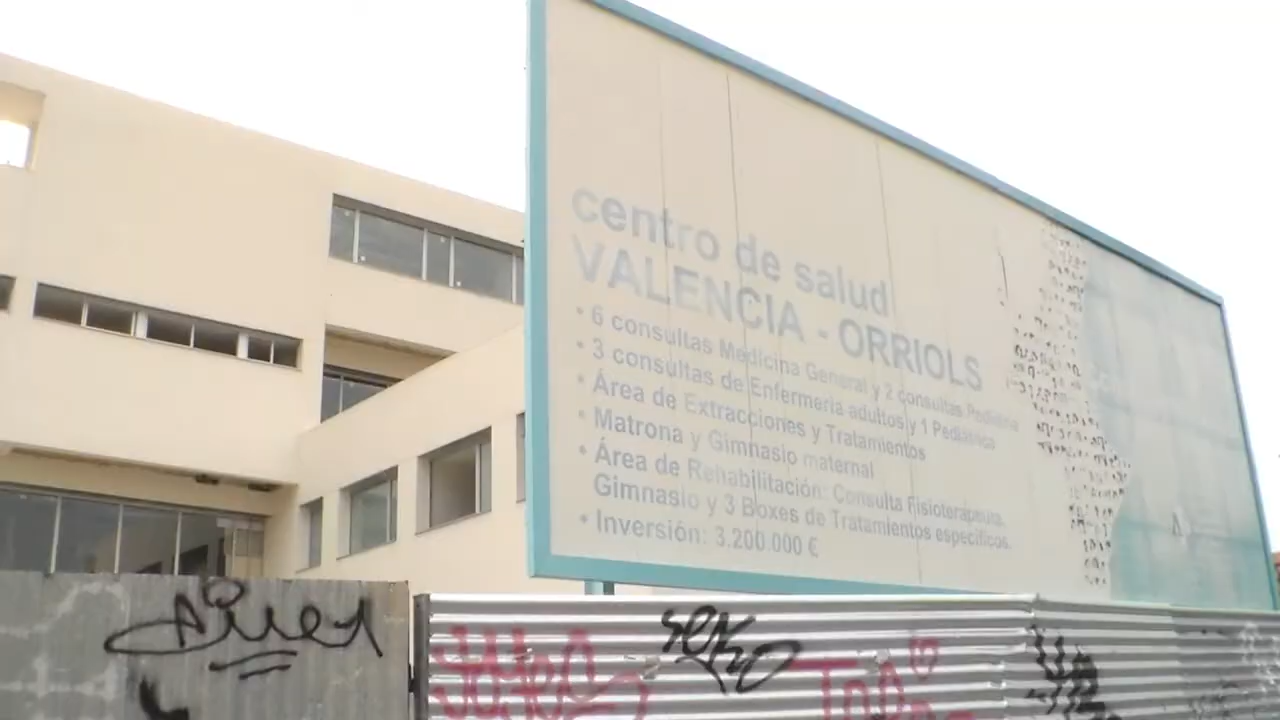 centro de salud
VALENCIA - ORRIOLS
• 6 consultas Medicina General y 2 consultas Pediatría
• 3 consultas de Enfermería adultos y 1 Pediátrica
• Área de Extracciones y Tratamientos
• Matrona y Gimnasio maternal
• Área de Rehabilitación: Consulta Fisioterapeuta.
Gimnasio y 3 Boxes de Tratamientos específicos.
• Inversión: 3.200.000 €